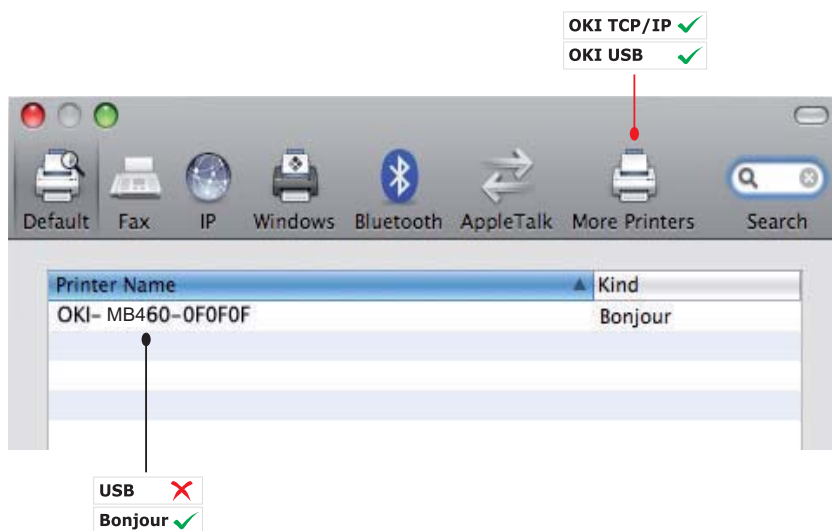 OKI TCP/IP
OKI USB
Default Fax IP Windows Bluetooth AppleTalk More Printers Search
Printer Name Kind
OKI- MB460-0F0F0F Bonjour
USB
Bonjour